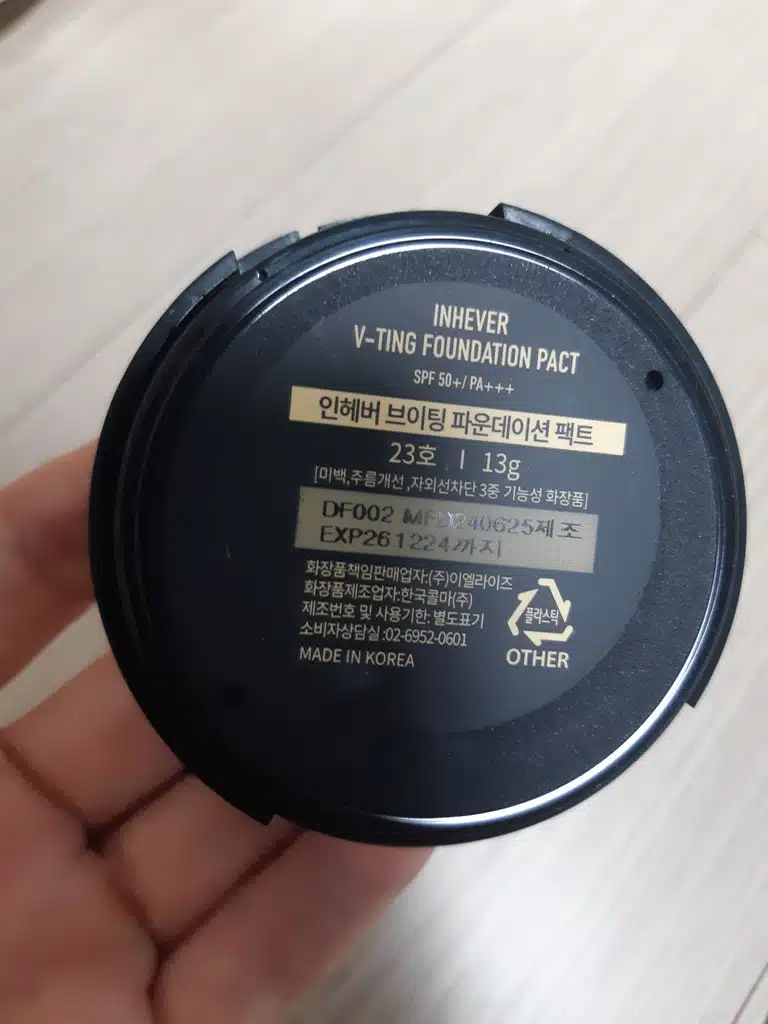 INHEVER
V-TING FOUNDATION PACT
SPF 50+/ PA+++
인헤버 브이팅 파운데이션 팩트
23호 | 13g
[미백,주름개선 ,자외선차단 3중 기능성 화장품]
DF002 MFD240625제조
EXP261224까지
화장품책임판매업자:(주)이엘라이즈
화장품제조업자:한국콜마(주)
제조번호 및 사용기한: 별도표기
소비자상담실 :02-6952-0601
MADE IN KOREA
플라스틱
OTHER